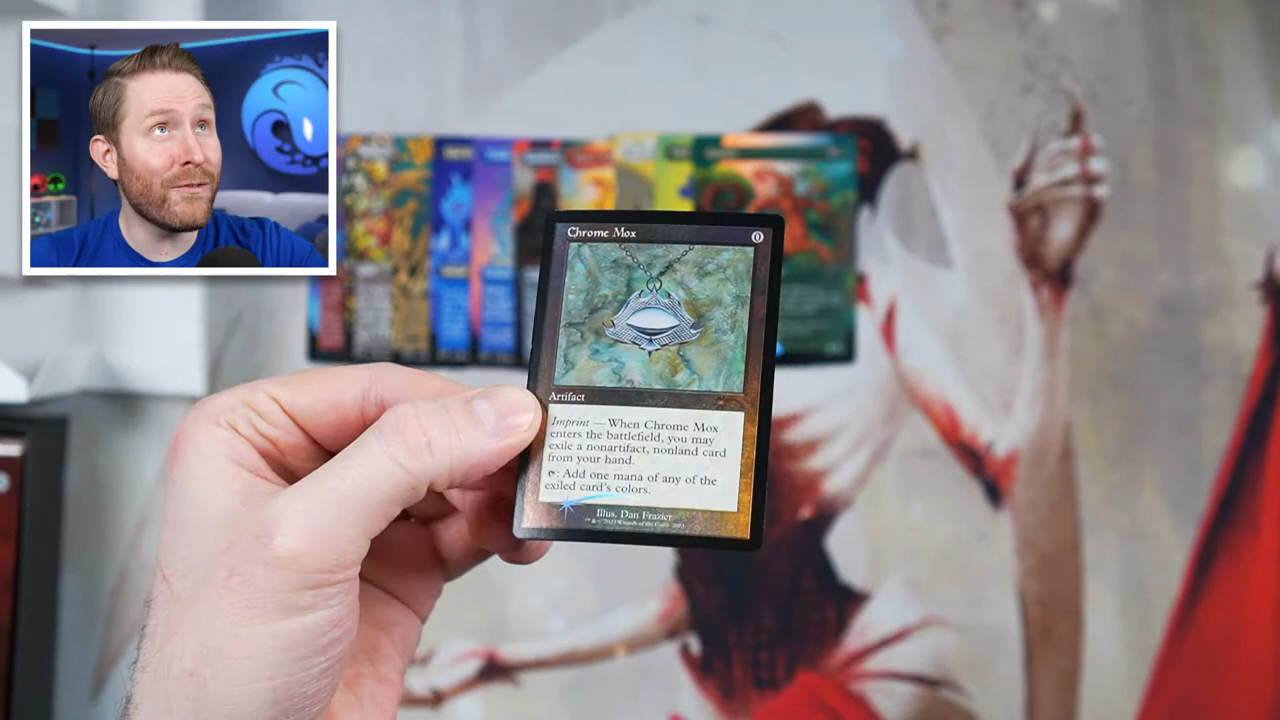 Chrome Mox
0
Artifact
Imprint — When Chrome Mox
enters the battlefield, you may
exile a nonartifact, nonland card
from your hand.
: Add one mana of any of the
exiled card's colors.
Illus. Dan Frazier